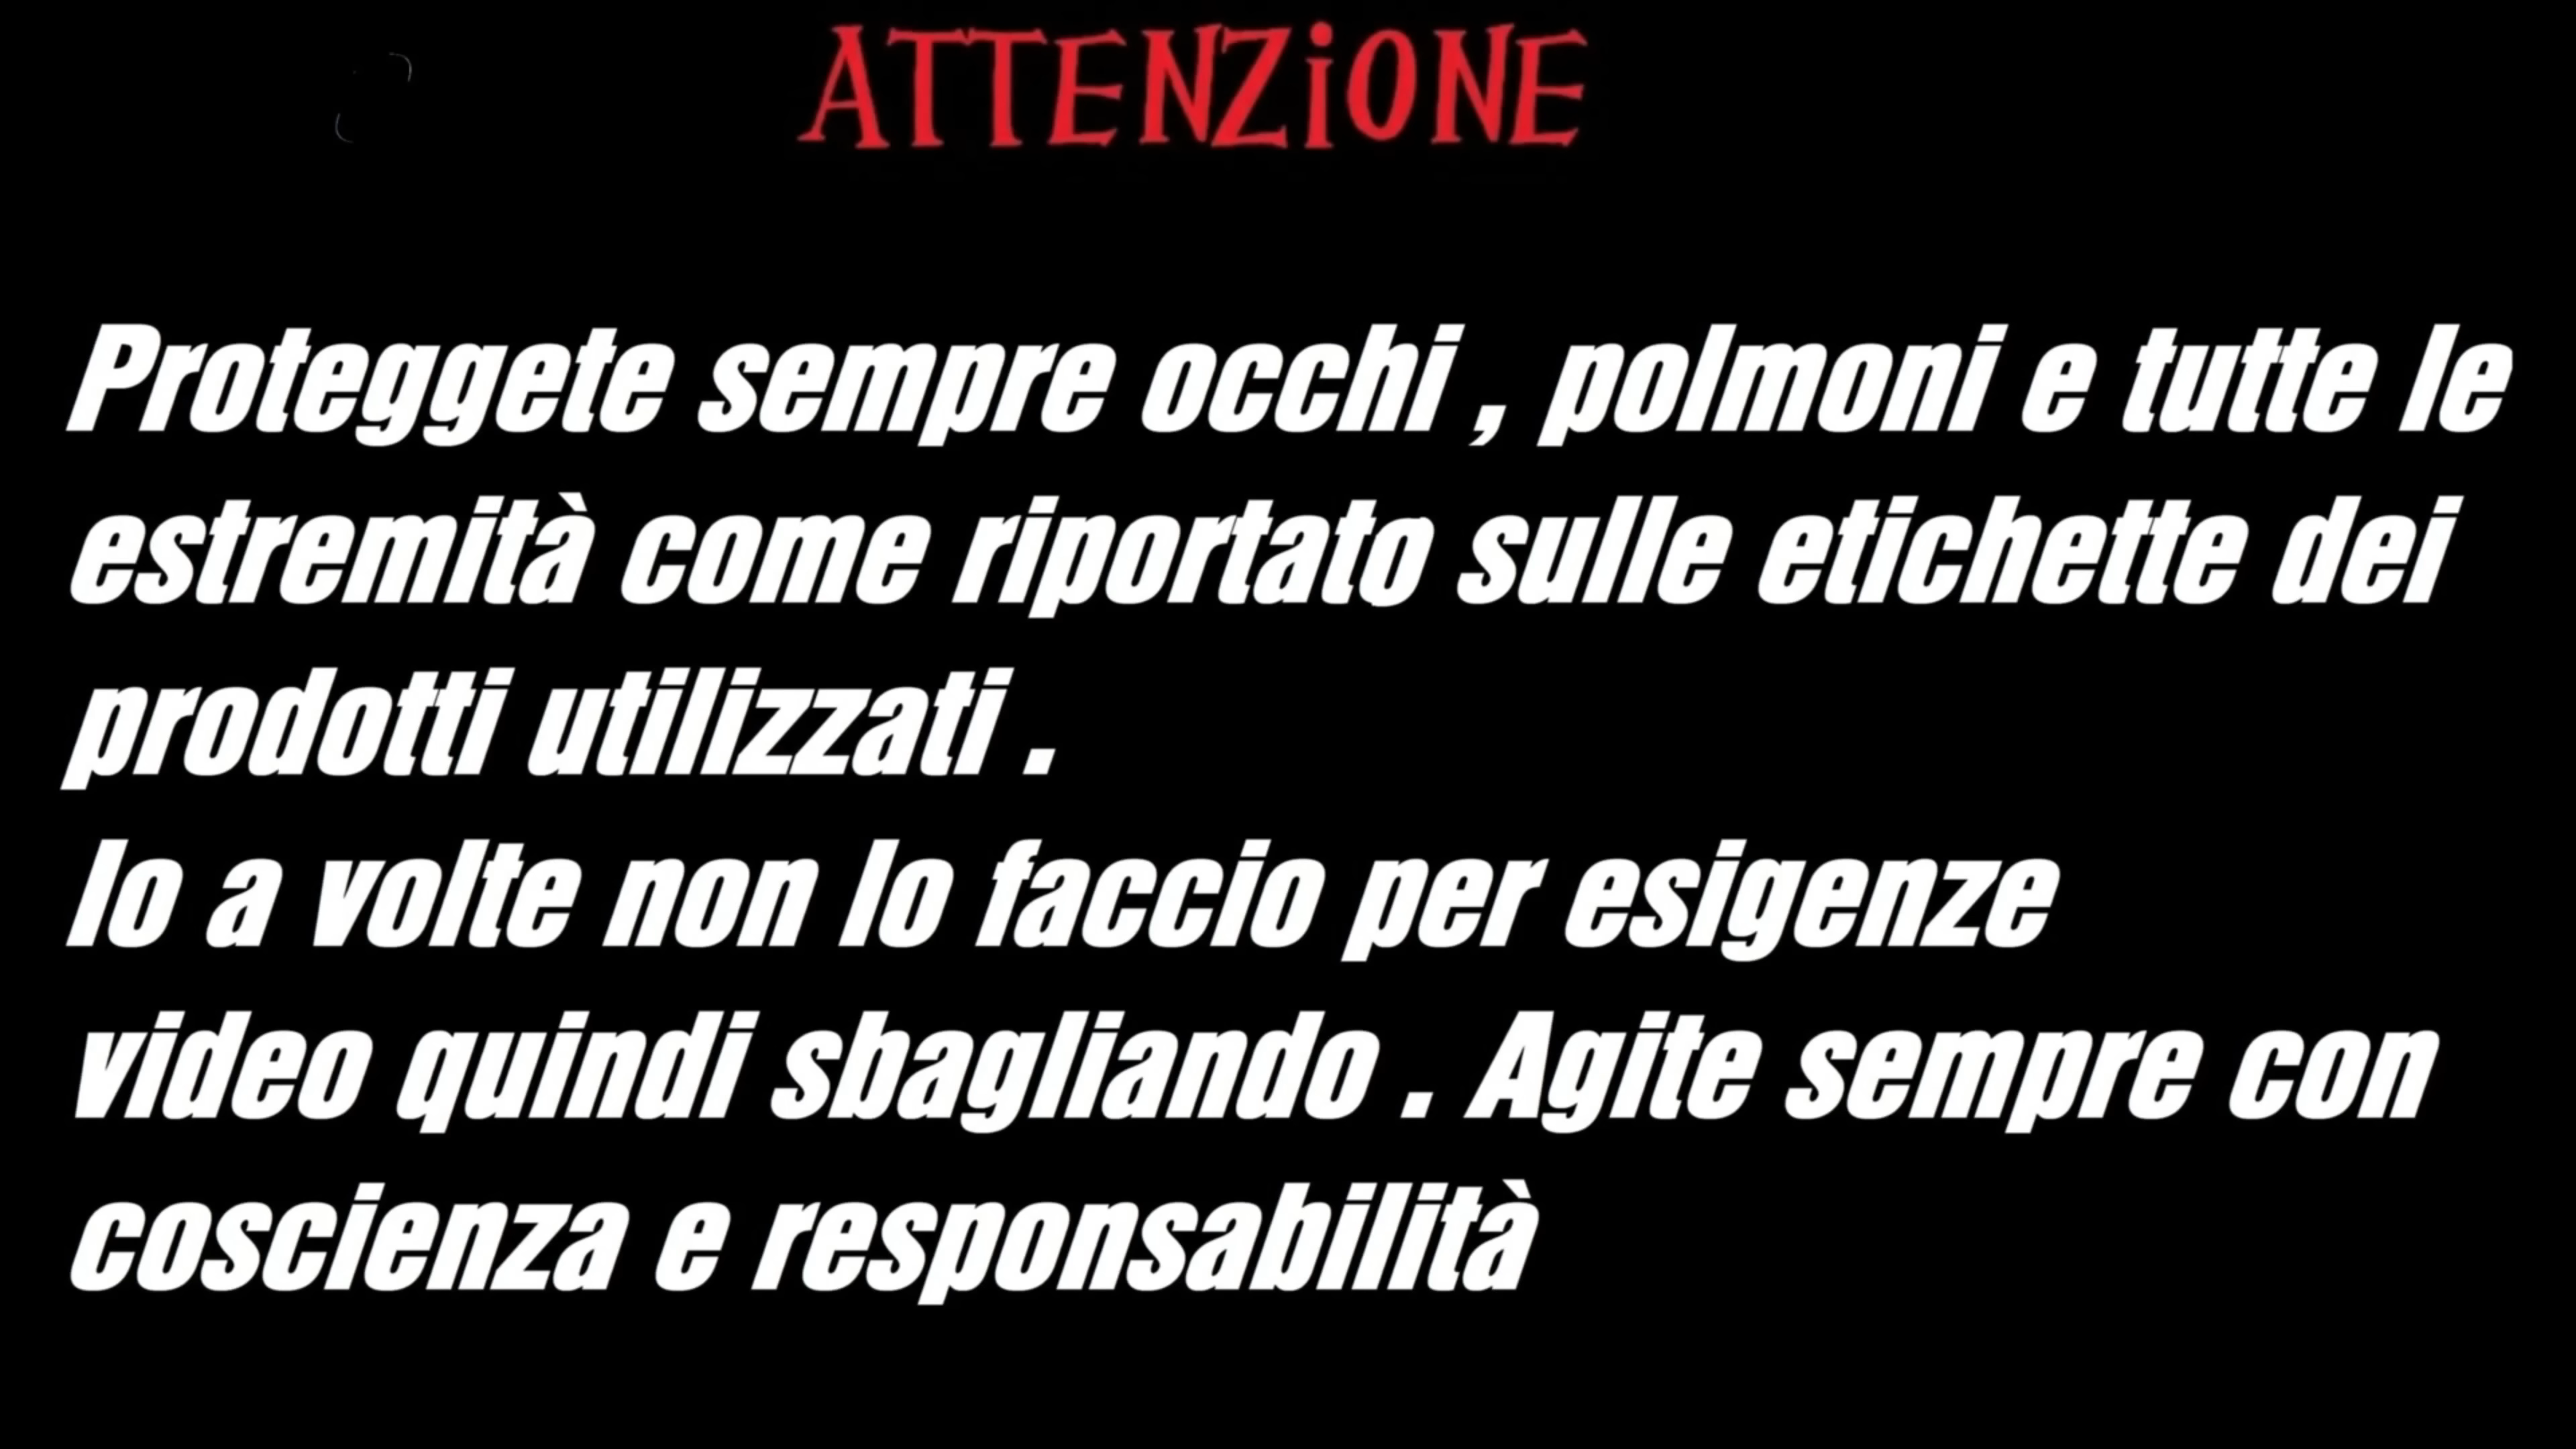 ATTENZiONE
Proteggete sempre occhi , polmoni e tutte le
estremità come riportato sulle etichette dei
prodotti utilizzati .
Io a volte non lo faccio per esigenze
video quindi sbagliando . Agite sempre con
coscienza e responsabilità